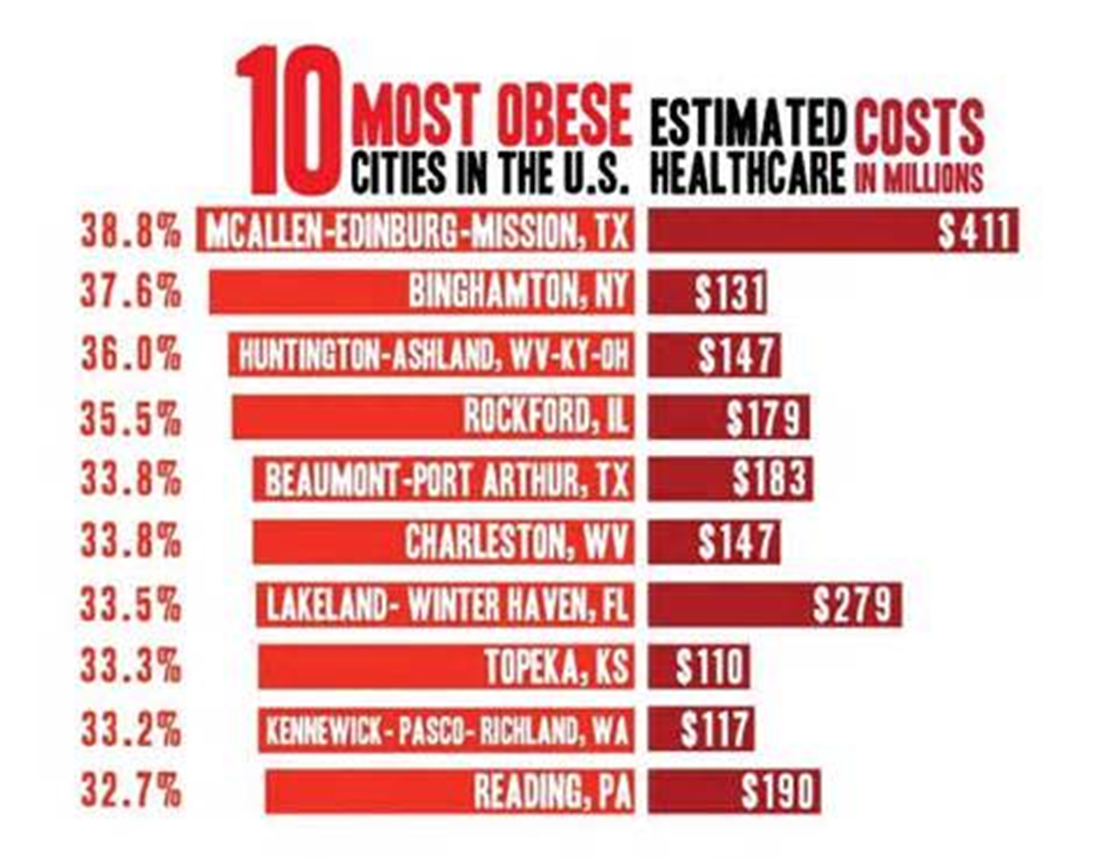 10 MOST OBESE
CITIES IN THE U.S.
ESTIMATED COSTS
HEALTHCARE IN MILLIONS
38.8% MCALLEN-EDINBURG-MISSION, TX $411
37.6% BINGHAMTON, NY $131
36.0% HUNTINGTON-ASHLAND, WV-KY-OH $147
35.5% ROCKFORD, IL $179
33.8% BEAUMONT-PORT ARTHUR, TX $183
33.8% CHARLESTON, WV $147
33.5% LAKELAND- WINTER HAVEN, FL $279
33.3% TOPEKA, KS $110
33.2% KENNEWICK- PASCO- RICHLAND, WA $117
32.7% READING, PA $190